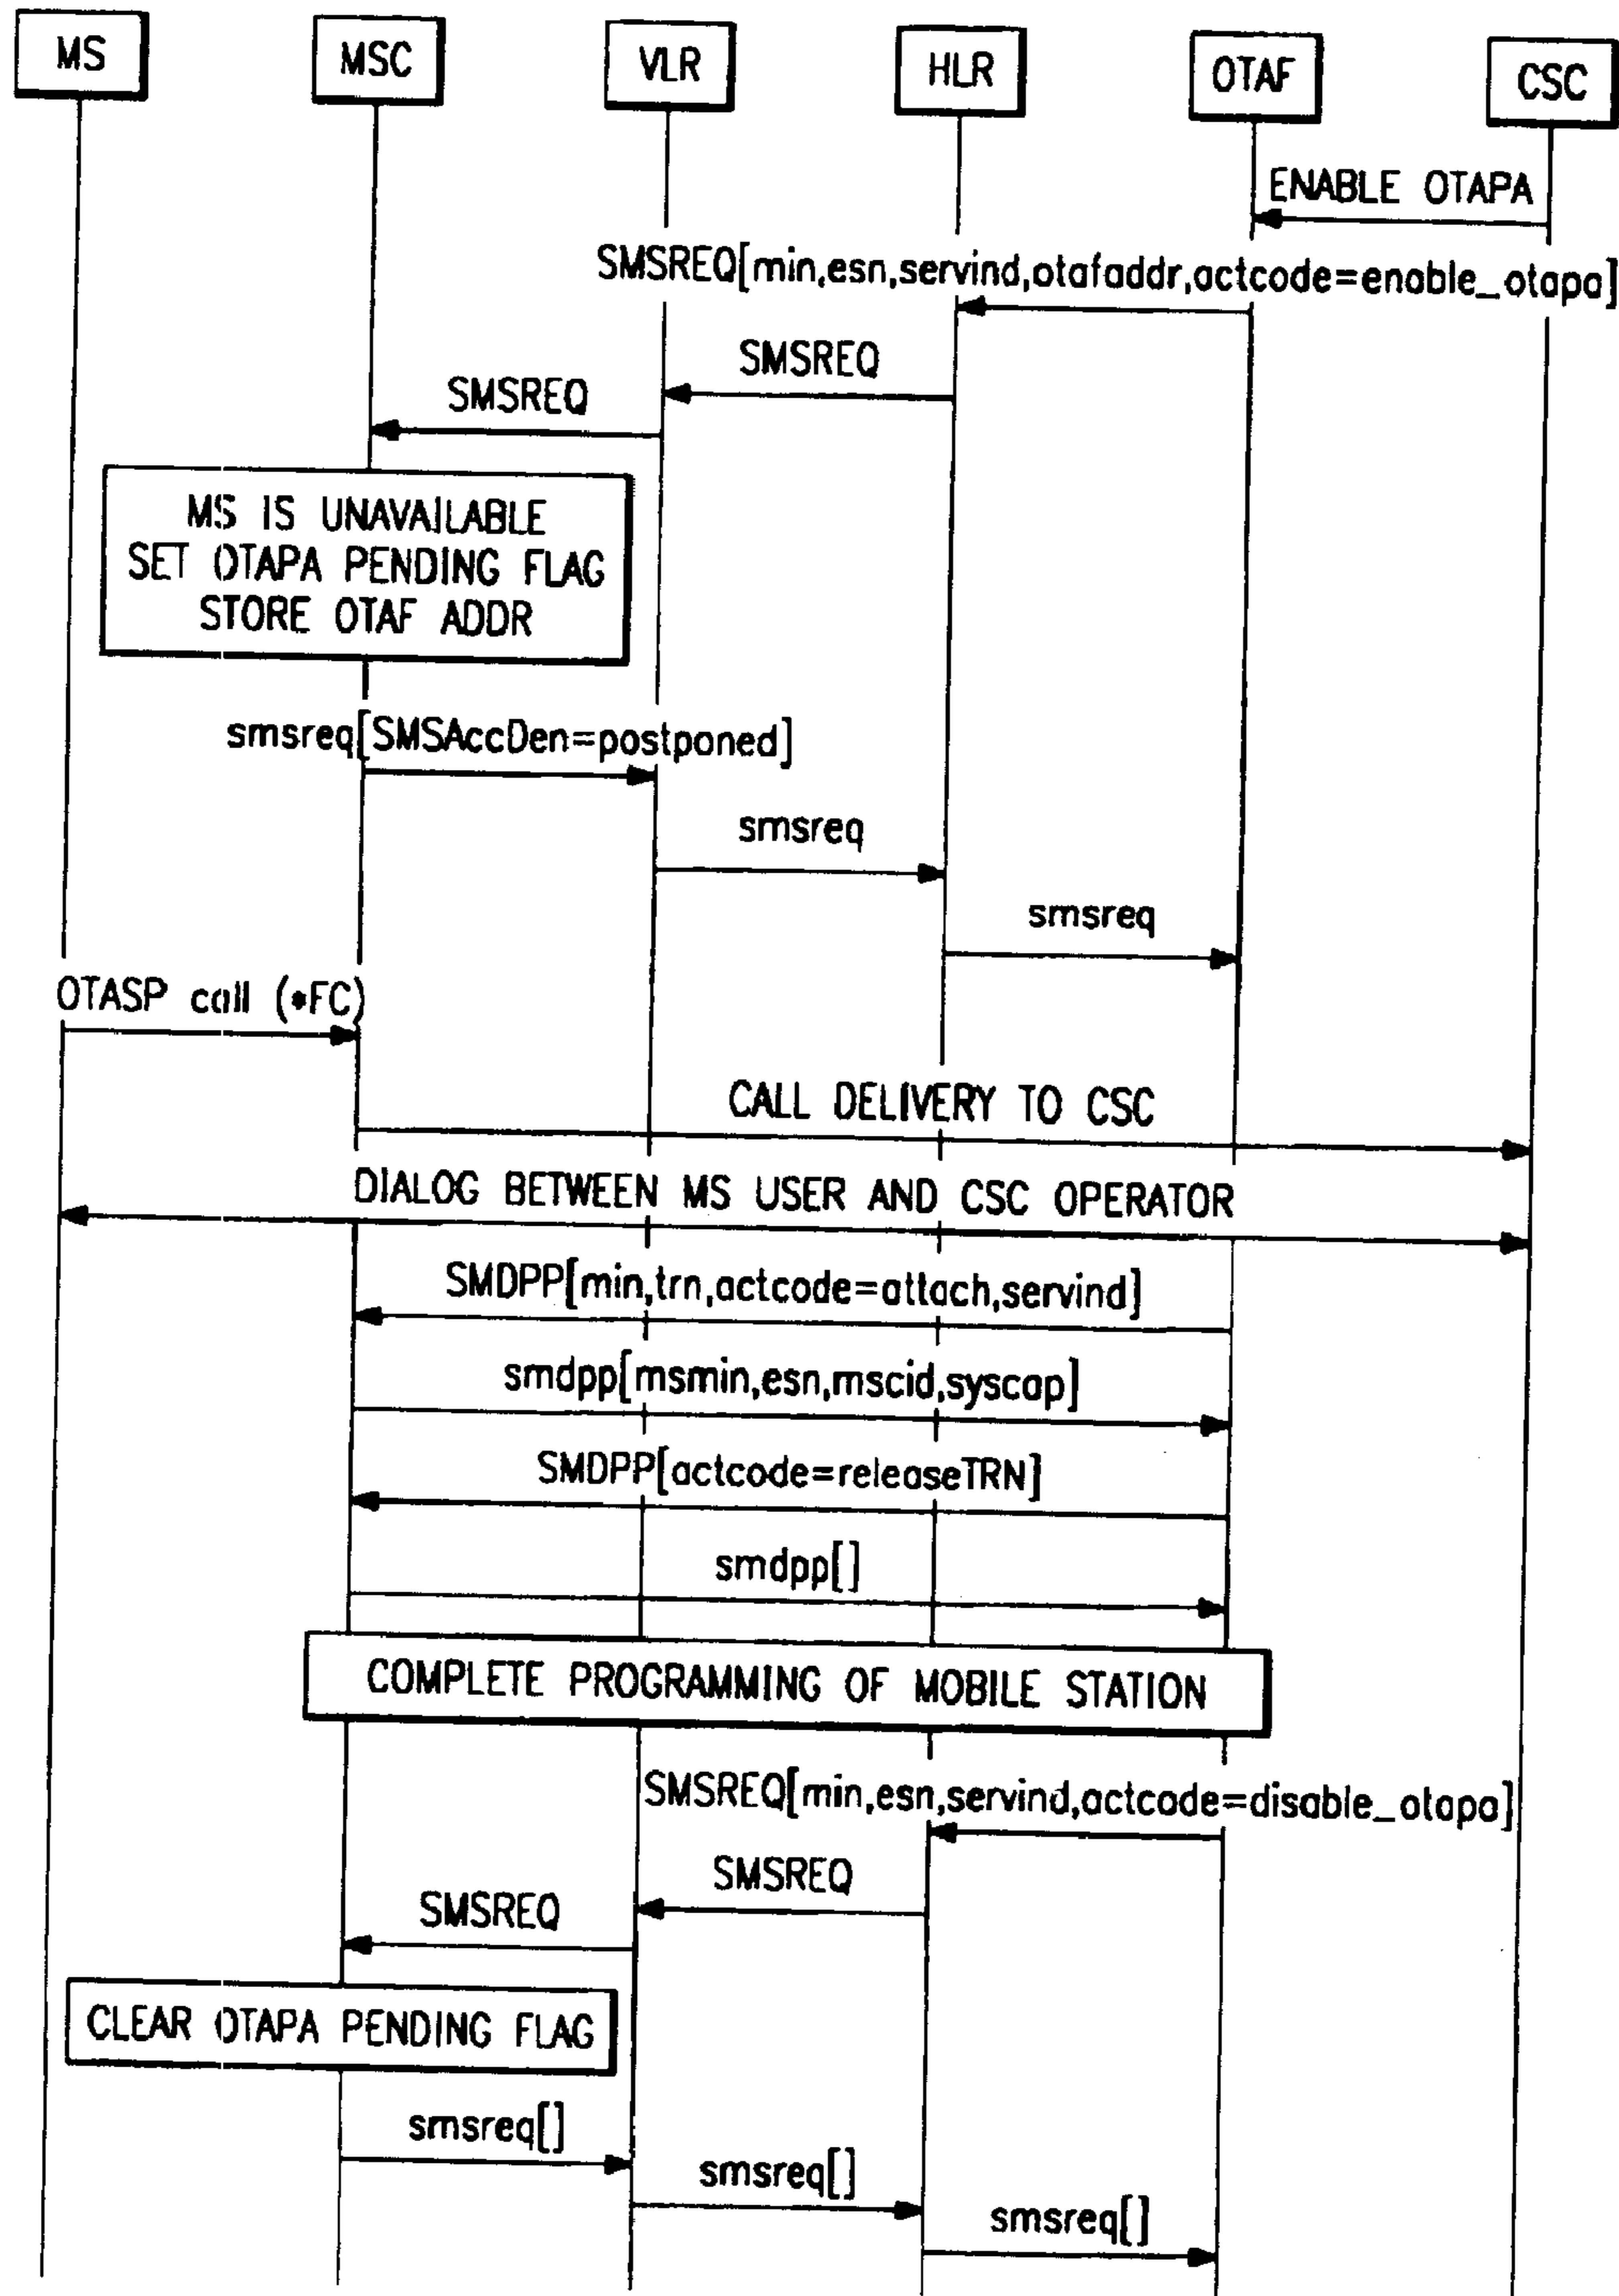 MS
MSC
VLR
HLR
OTAF
CSC
ENABLE OTAPA
SMSREQ[min,esn,servind,otafaddr,actcode=enable_otapa]
SMSREQ
SMSREQ
MS IS UNAVAILABLE
SET OTAPA PENDING FLAG
STORE OTAF ADDR
smsreq[SMSAccDen=postponed]
smsreq
smsreq
OTASP call (*FC)
CALL DELIVERY TO CSC
DIALOG BETWEEN MS USER AND CSC OPERATOR
SMDPP[min,trn,actcode=attach,servind]
smdpp[msmin,esn,mscid,syscap]
SMDPP[actcode=releaseTRN]
smdpp[]
COMPLETE PROGRAMMING OF MOBILE STATION
SMSREQ[min,esn,servind,actcode=disable_otapa]
SMSREQ
SMSREQ
CLEAR OTAPA PENDING FLAG
smsreq[]
smsreq[]
smsreq[]